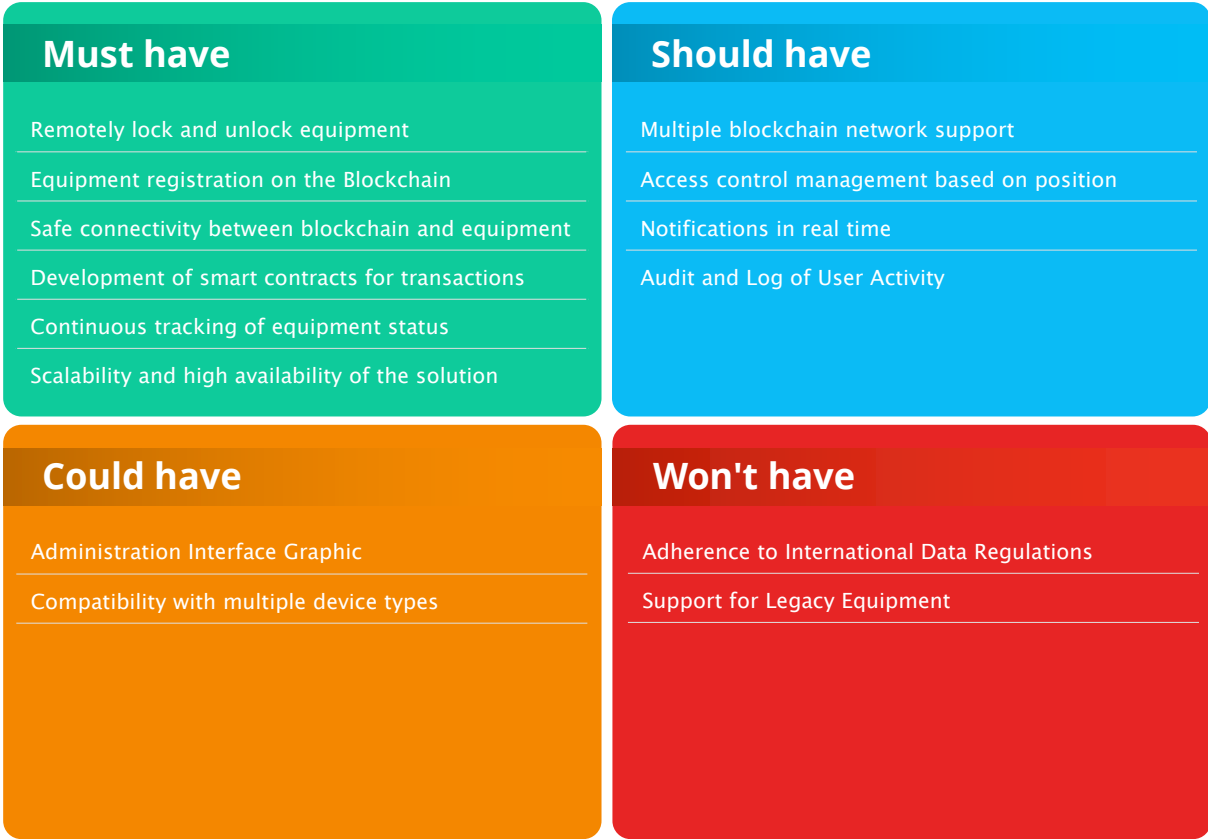 Must have
Remotely lock and unlock equipment
Equipment registration on the Blockchain
Safe connectivity between blockchain and equipment
Development of smart contracts for transactions
Continuous tracking of equipment status
Scalability and high availability of the solution
Should have
Multiple blockchain network support
Access control management based on position
Notifications in real time
Audit and Log of User Activity
Could have
Administration Interface Graphic
Compatibility with multiple device types
Won't have
Adherence to International Data Regulations
Support for Legacy Equipment